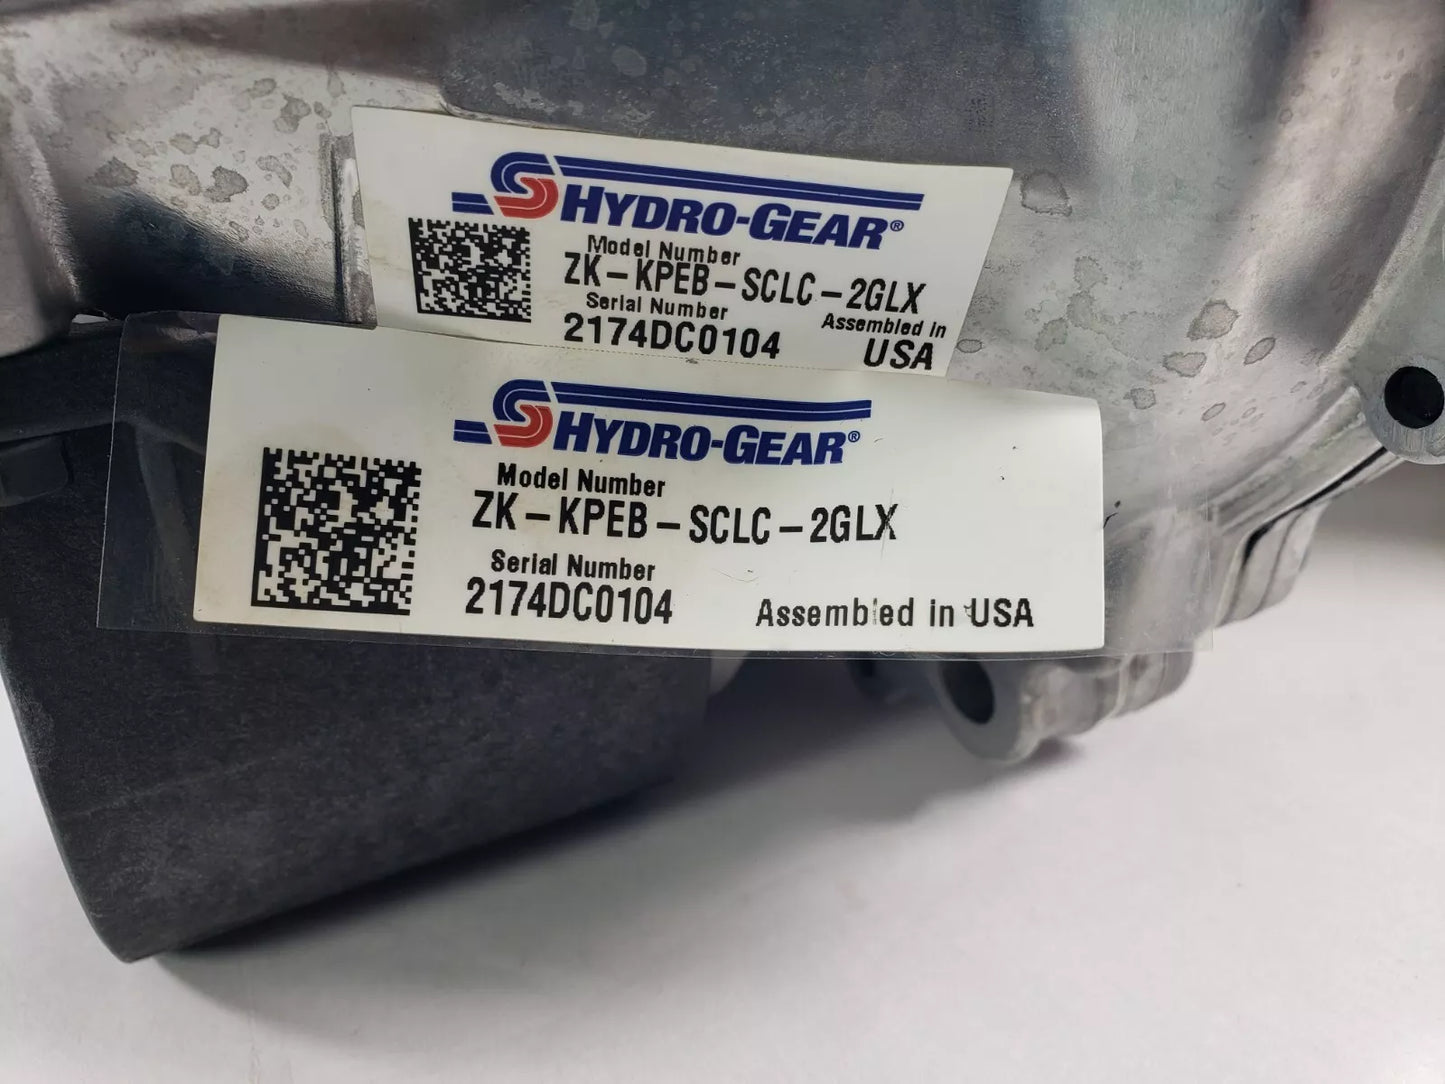 HYDRO-GEAR®
Model Number
ZK-KPEB-SCLC-2GLX
Serial Number
2174DC0104
Assembled in
USA
HYDRO-GEAR®
Model Number
ZK-KPEB-SCLC-2GLX
Serial Number
2174DC0104
Assembled in USA